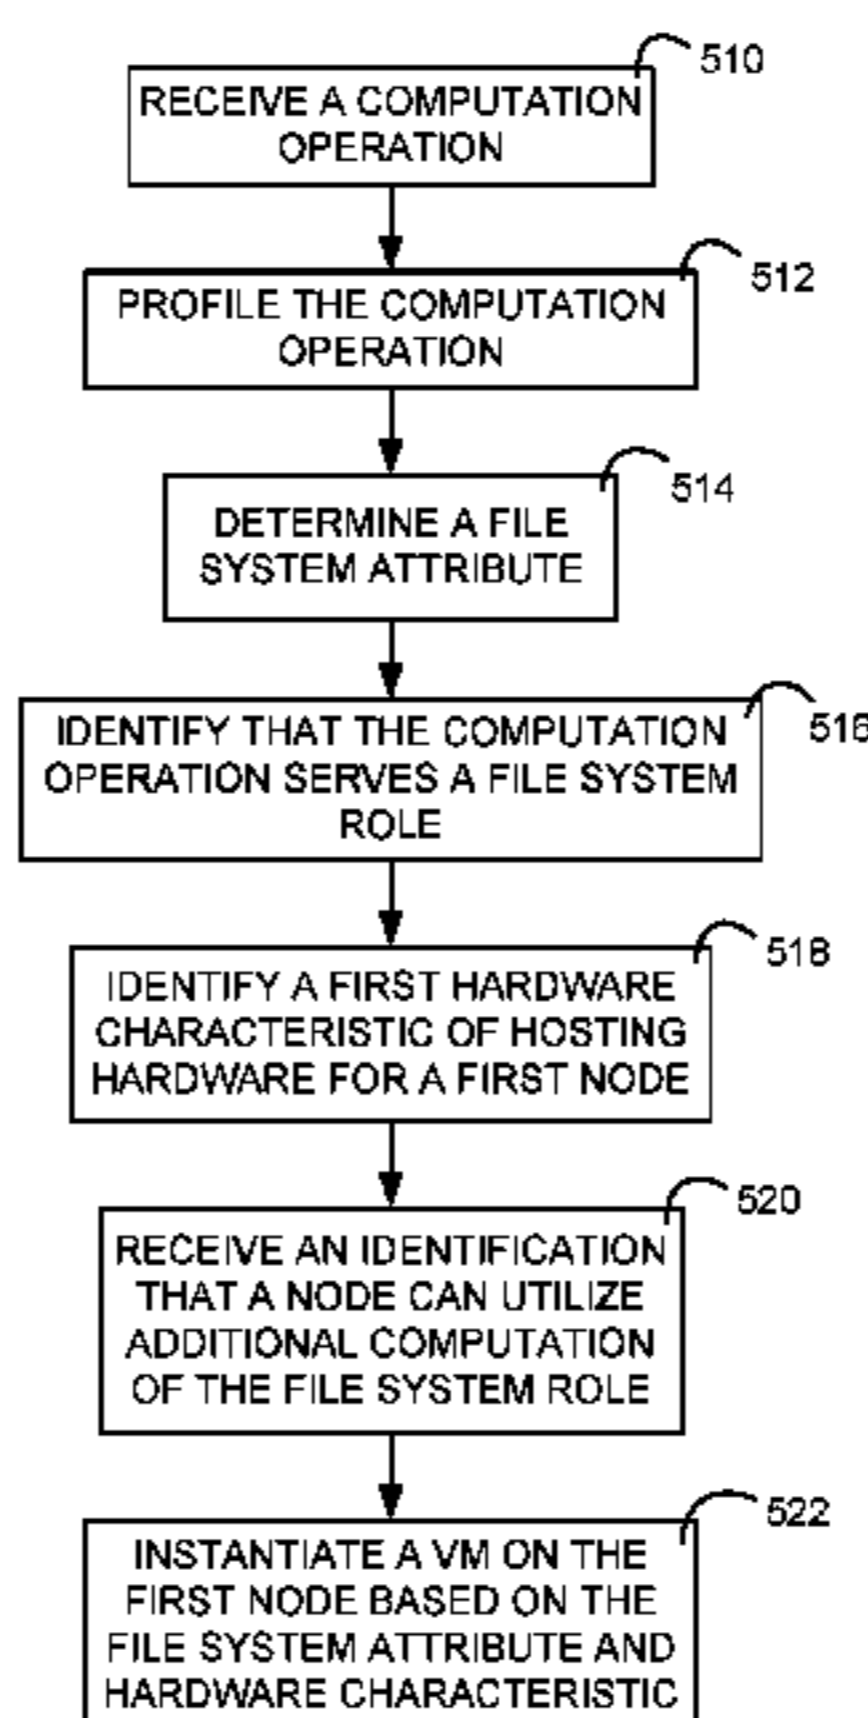 510
RECEIVE A COMPUTATION
OPERATION
512
PROFILE THE COMPUTATION
OPERATION
514
DETERMINE A FILE
SYSTEM ATTRIBUTE
516
IDENTIFY THAT THE COMPUTATION
OPERATION SERVES A FILE SYSTEM
ROLE
518
IDENTIFY A FIRST HARDWARE
CHARACTERISTIC OF HOSTING
HARDWARE FOR A FIRST NODE
520
RECEIVE AN IDENTIFICATION
THAT A NODE CAN UTILIZE
ADDITIONAL COMPUTATION
OF THE FILE SYSTEM ROLE
522
INSTANTIATE A VM ON THE
FIRST NODE BASED ON THE
FILE SYSTEM ATTRIBUTE AND
HARDWARE CHARACTERISTIC